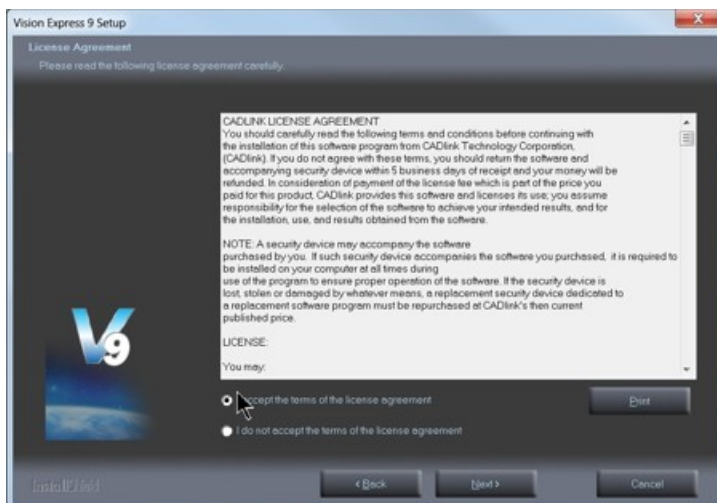 Vision Express 9 Setup
License Agreement
Please read the following license agreement carefully.
CADLINK LICENSE AGREEMENT
You should carefully read the following terms and conditions before continuing with
the installation of this software program from CADlink Technology Corporation,
(CADlink). If you do not agree with these terms, you should return the software and
accompanying security device within 5 business days of receipt and your money will be
refunded. In consideration of payment of the license fee which is part of the price you
paid for this product, CADlink provides this software and licenses its use; you assume
responsibility for the selection of the software to achieve your intended results, and for
the installation, use, and results obtained from the software.
NOTE: A security device may accompany the software
purchased by you. If such security device accompanies the software you purchased, it is required to
be installed on your computer at all times during
use of the program to ensure proper operation of the software. If the security device is
lost, stolen or damaged by whatever means, a replacement security device dedicated to
a replacement software program must be repurchased at CADlink's then current
published price.
LICENSE:
You may:
V9
I accept the terms of the license agreement
Print
I do not accept the terms of the license agreement
InstallShield
< Back
Next >
Cancel